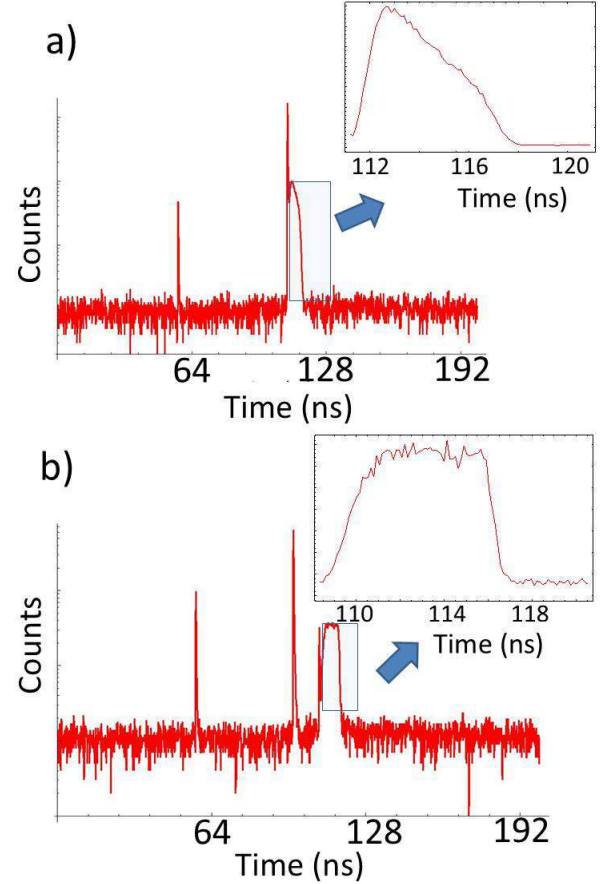 a)
Counts
112 116 120
Time (ns)
64 128 192
Time (ns)
b)
Counts
110 114 118
Time (ns)
64 128 192
Time (ns)